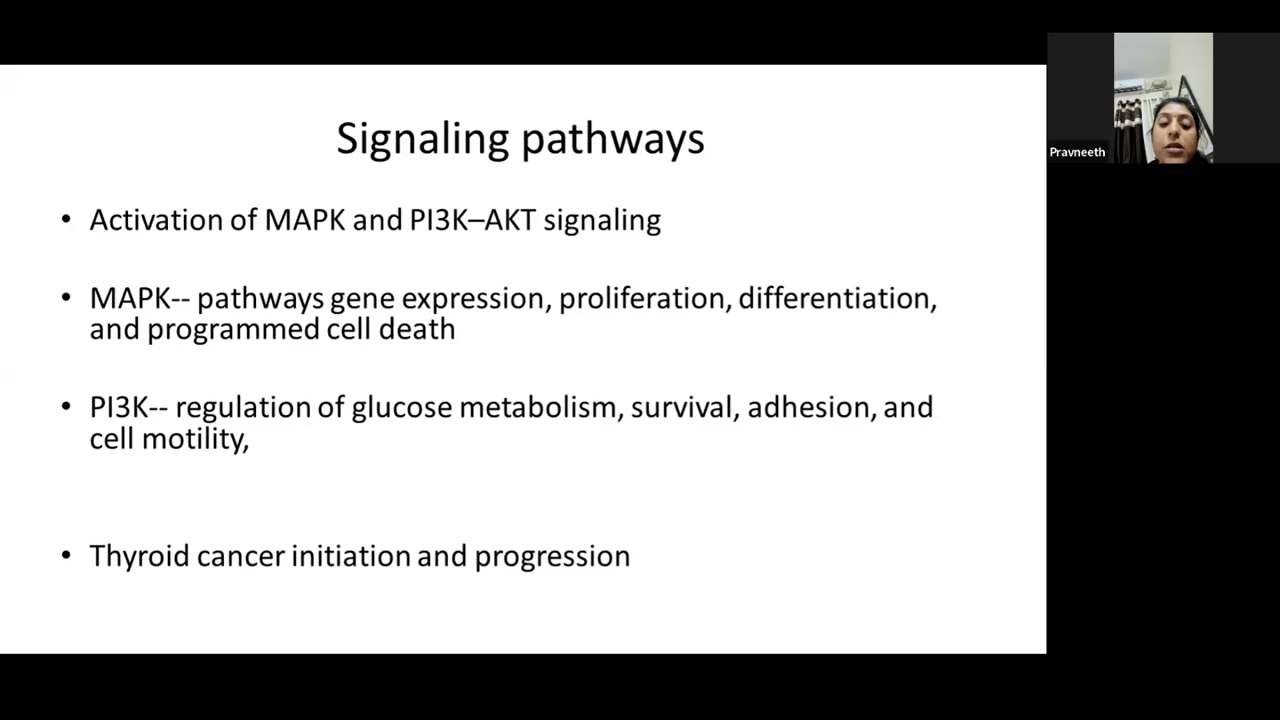 Signaling pathways
• Activation of MAPK and PI3K–AKT signaling
• MAPK-- pathways gene expression, proliferation, differentiation,
and programmed cell death
• PI3K-- regulation of glucose metabolism, survival, adhesion, and
cell motility,
• Thyroid cancer initiation and progression
Pravneeth